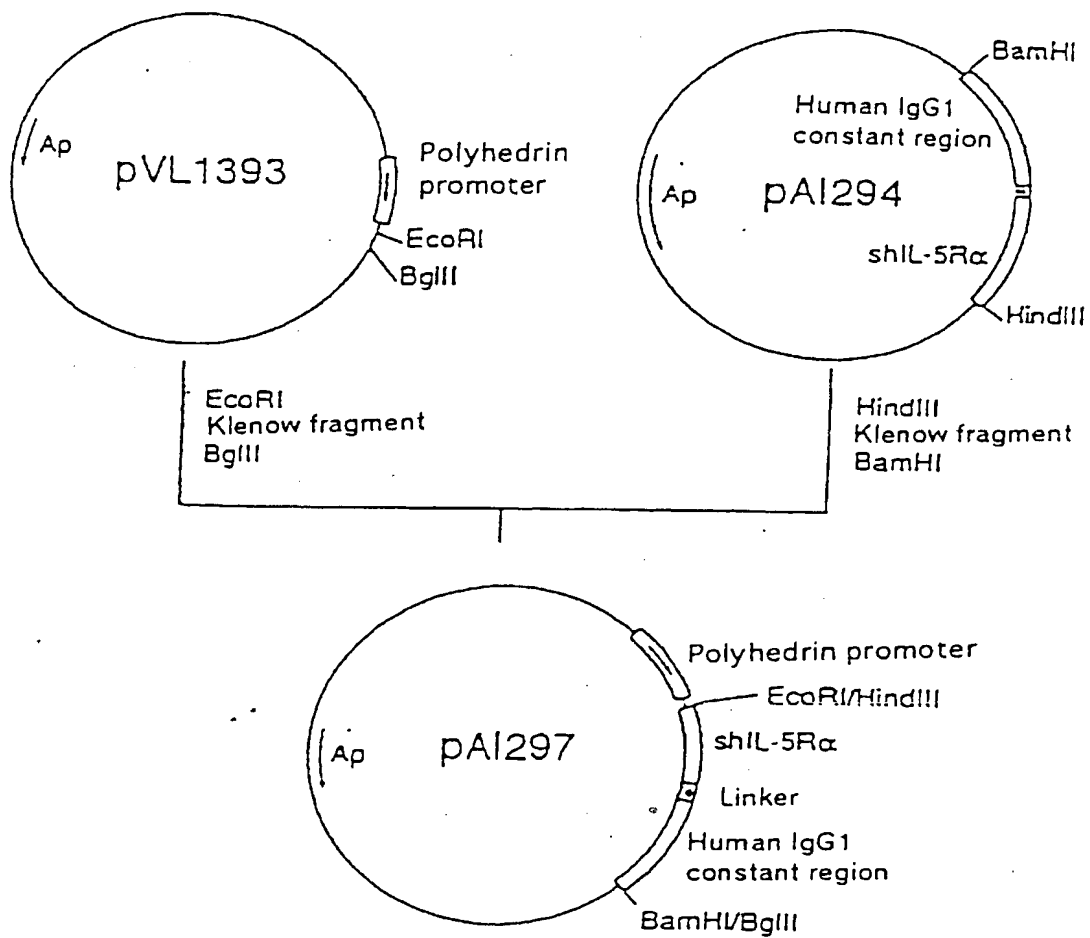 Ap
pVL1393
Polyhedrin
promoter
EcoRI
BglII
BamHI
Human IgG1
constant region
Ap
pAI294
shIL-5Rα
HindIII
EcoRI
Klenow fragment
BglII
HindIII
Klenow fragment
BamHI
Polyhedrin promoter
EcoRI/HindIII
Ap
pAI297
shIL-5Rα
Linker
Human IgG1
constant region
BamHI/BglII